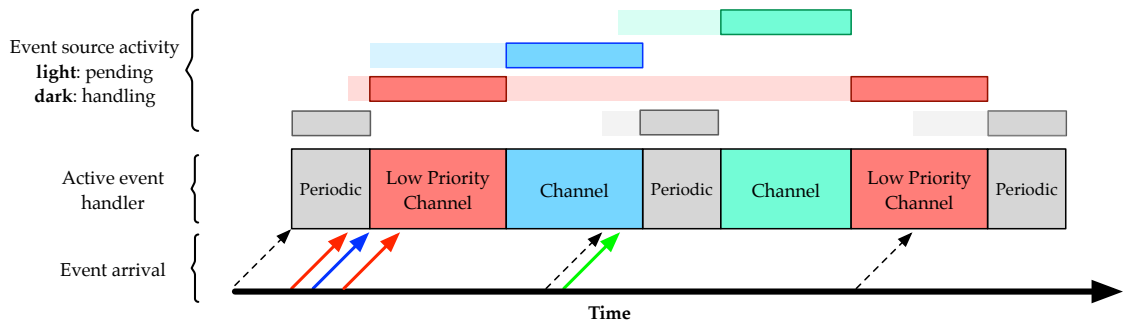 Event source activity
light: pending
dark: handling
Active event
handler
Periodic
Low Priority
Channel
Channel
Periodic
Channel
Low Priority
Channel
Periodic
Event arrival
Time